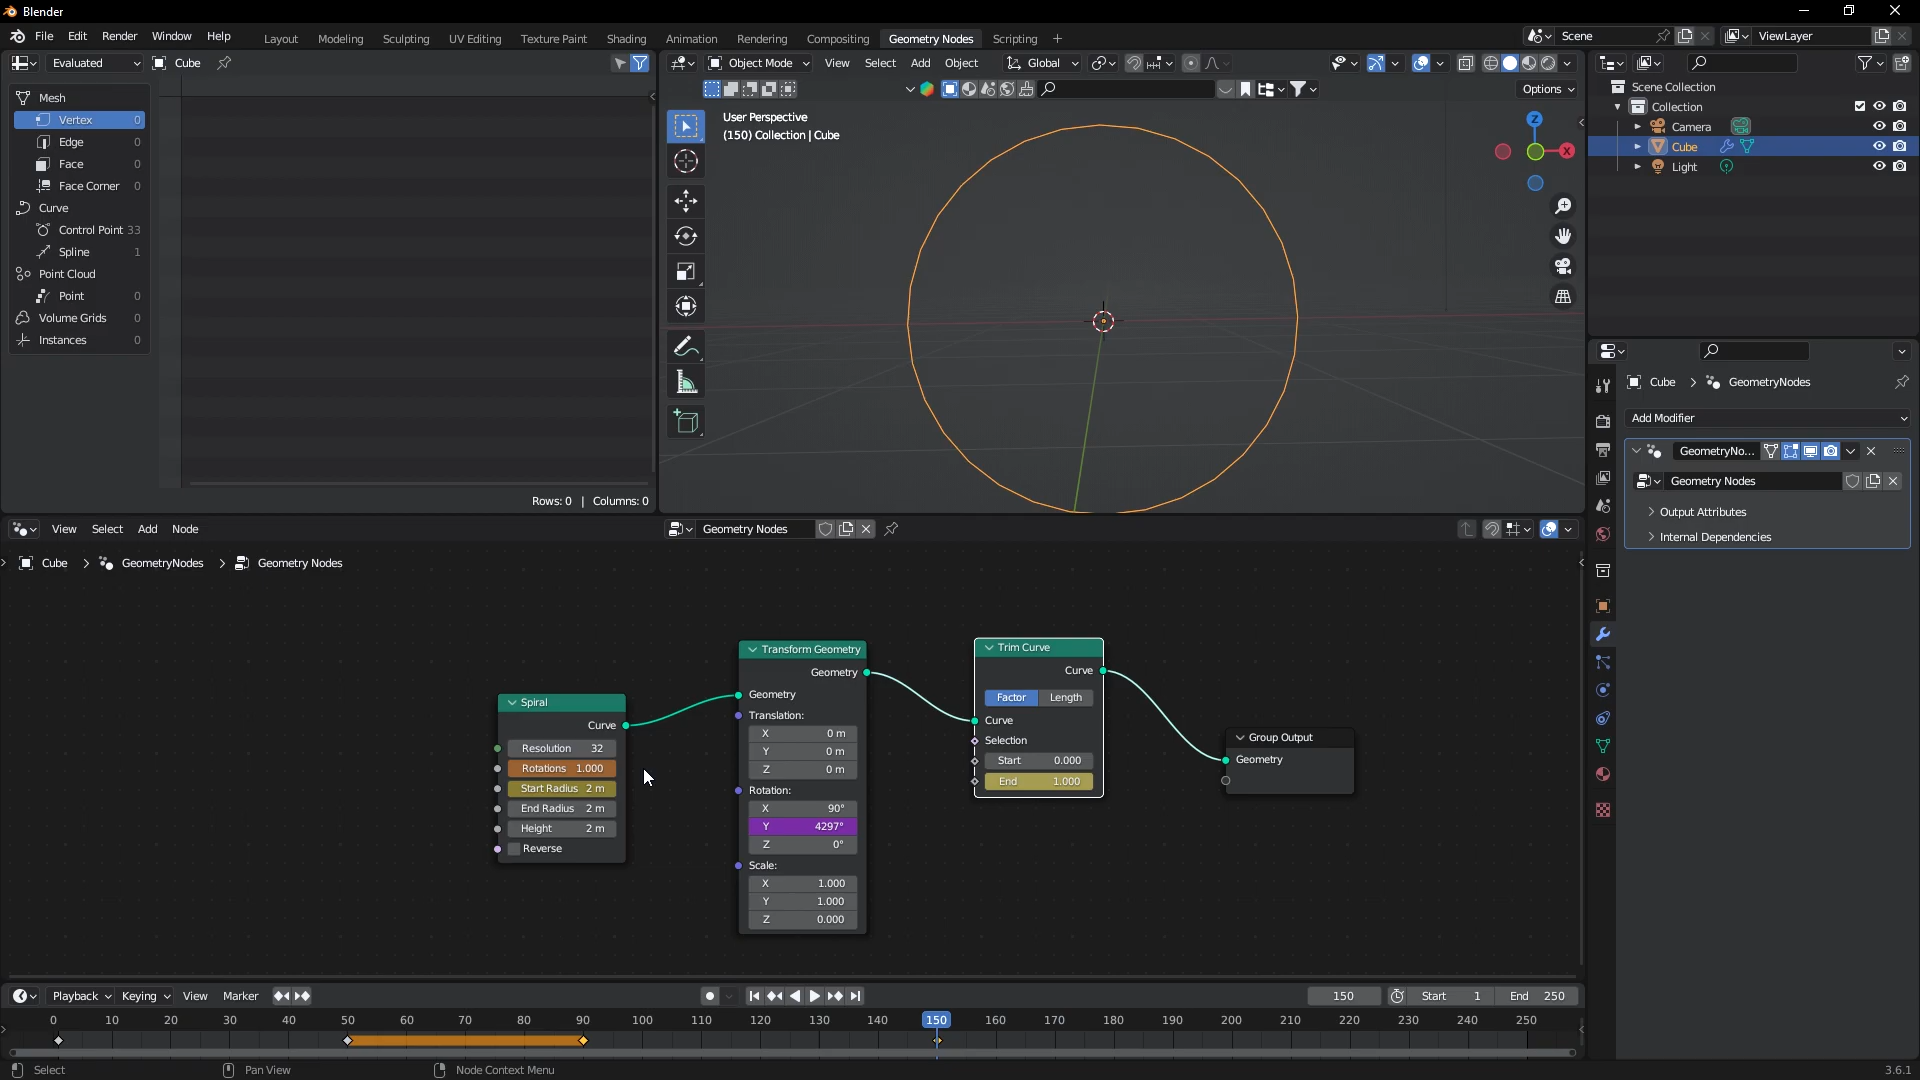 Blender
File Edit Render Window Help
Layout Modeling Sculpting UV Editing Texture Paint Shading Animation Rendering Compositing Geometry Nodes Scripting +
Scene
ViewLayer
Evaluated
Cube
Mesh
Vertex 0
Edge 0
Face 0
Face Corner 0
Curve
Control Point 33
Spline 1
Point Cloud
Point 0
Volume Grids 0
Instances 0
Rows: 0 | Columns: 0
Object Mode View Select Add Object Global
Options
User Perspective
(150) Collection | Cube
Z
X
Scene Collection
Collection
Camera
Cube
Light
Cube > GeometryNodes
Add Modifier
GeometryNo...
Geometry Nodes
Output Attributes
Internal Dependencies
View Select Add Node
Geometry Nodes
Cube > GeometryNodes > Geometry Nodes
Spiral
Curve
Resolution 32
Rotations 1.000
Start Radius 2 m
End Radius 2 m
Height 2 m
Reverse
Transform Geometry
Geometry
Geometry
Translation:
X 0 m
Y 0 m
Z 0 m
Rotation:
X 90°
Y 4297°
Z 0°
Scale:
X 1.000
Y 1.000
Z 0.000
Trim Curve
Curve
Factor Length
Curve
Selection
Start 0.000
End 1.000
Group Output
Geometry
Playback Keying View Marker
150
Start 1
End 250
0 10 20 30 40 50 60 70 80 90 100 110 120 130 140 150 160 170 180 190 200 210 220 230 240 250
Select
Pan View
Node Context Menu
3.6.1